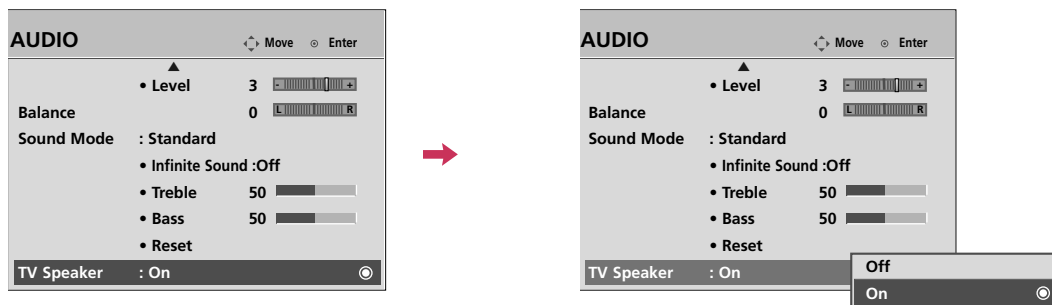 AUDIO Move Enter
• Level 3 - +
Balance 0 L R
Sound Mode : Standard
• Infinite Sound :Off
• Treble 50
• Bass 50
• Reset
TV Speaker : On
AUDIO Move Enter
• Level 3 - +
Balance 0 L R
Sound Mode : Standard
• Infinite Sound :Off
• Treble 50
• Bass 50
• Reset
TV Speaker : On
Off
On